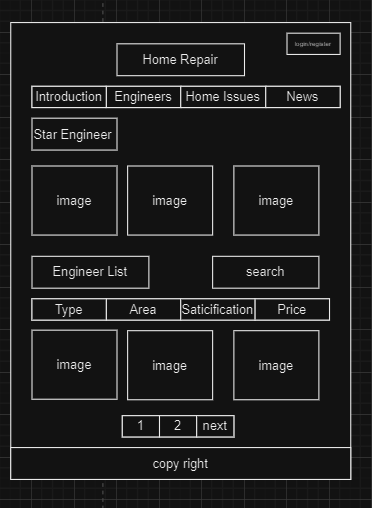 login/register
Home Repair
Introduction Engineers Home Issues News
Star Engineer
image image image
Engineer List search
Type Area Saticification Price
image image image
1 2 next
copy right